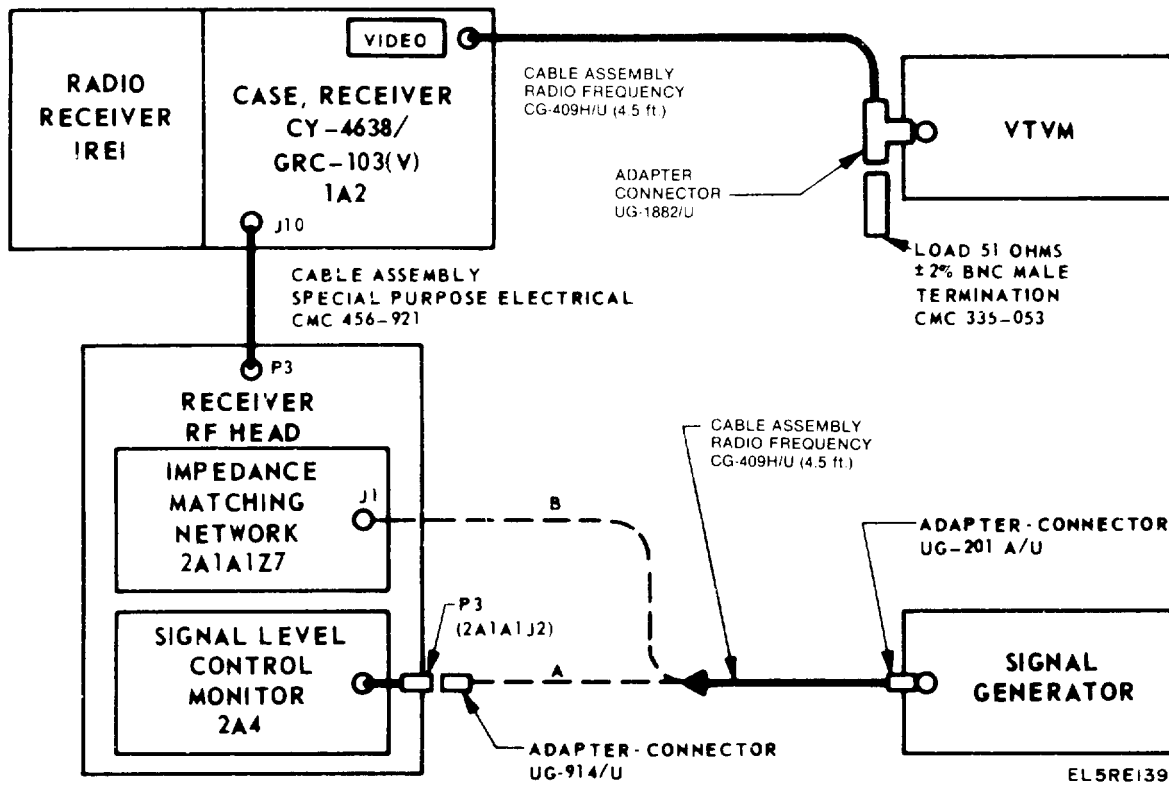 VIDEO
RADIO
RECEIVER
!REI
CASE, RECEIVER
CY-4638/
GRC-103(V)
1A2
J10
CABLE ASSEMBLY
RADIO FREQUENCY
CG-409H/U (4.5 ft.)
VTVM
ADAPTER
CONNECTOR
UG-1882/U
LOAD 51 OHMS
±2% BNC MALE
TERMINATION
CMC 335-053
CABLE ASSEMBLY
SPECIAL PURPOSE ELECTRICAL
CMC 456-921
P3
RECEIVER
RF HEAD
IMPEDANCE
MATCHING
NETWORK
2A1A1Z7
J1
B
CABLE ASSEMBLY
RADIO FREQUENCY
CG-409H/U (4.5 ft.)
ADAPTER-CONNECTOR
UG-201 A/U
P3
(2A1A1J2)
SIGNAL LEVEL
CONTROL
MONITOR
2A4
A
SIGNAL
GENERATOR
ADAPTER-CONNECTOR
UG-914/U
EL5RE139